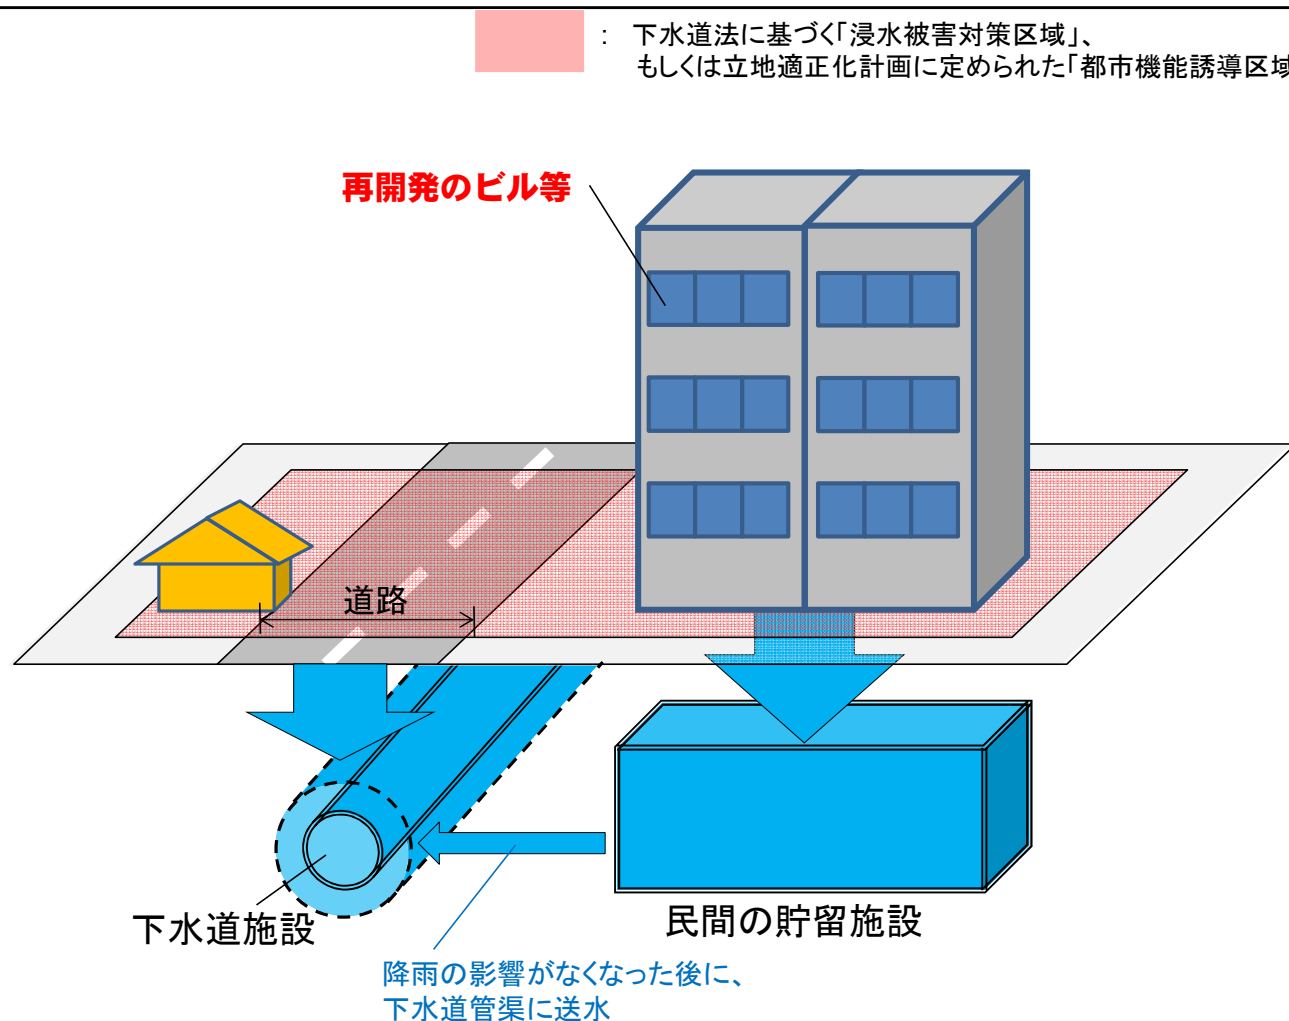 ： 下水道法に基づく「浸水被害対策区域」、
もしくは立地適正化計画に定められた「都市機能誘導区域
再開発のビル等
道路
下水道施設
民間の貯留施設
降雨の影響がなくなった後に、
下水道管渠に送水